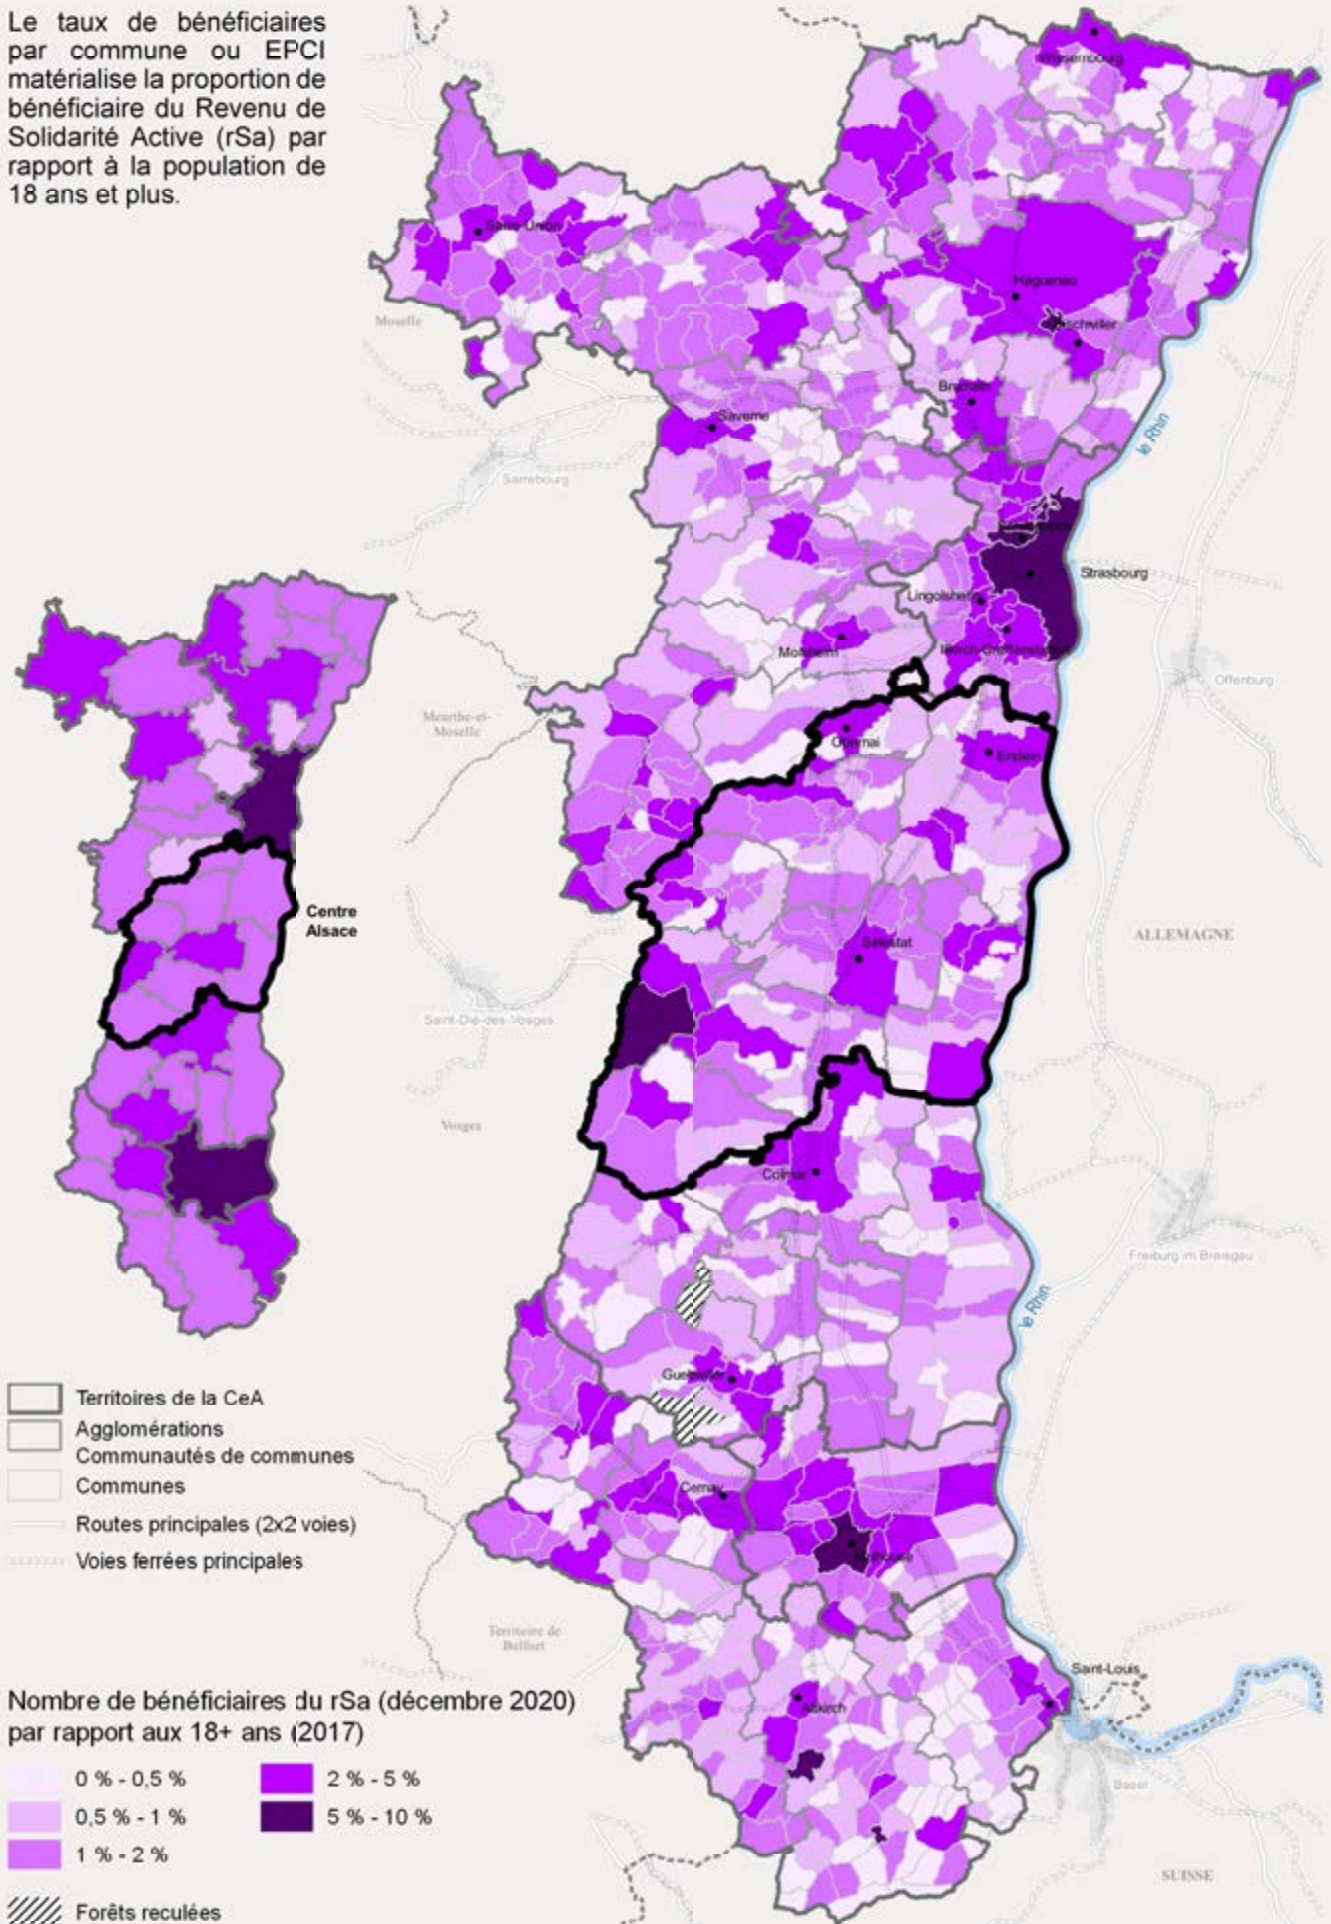 Le taux de bénéficiaires
par commune ou EPCI
matérialise la proportion de
bénéficiaire du Revenu de
Solidarité Active (rSa) par
rapport à la population de
18 ans et plus.
Wissembourg
Sarre-Union
Haguenau
Moselle
Bischwiller
Brumath
Saverne
le Rhin
Sarrebourg
Strasbourg
Lingolsheim
Molsheim
Illkirch-Graffenstaden
Offenburg
Meurthe-et-
Moselle
Obernai
Erstein
Centre
Alsace
ALLEMAGNE
Sélestat
Saint-Dié-des-Vosges
Vosges
Colmar
Freiburg im Breisgau
le Rhin
Guebwiller
Cernay
Mulhouse
Territoire de
Belfort
Saint-Louis
Altkirch
Basel
SUISSE
Territoires de la CeA
Agglomérations
Communautés de communes
Communes
Routes principales (2x2 voies)
Voies ferrées principales
Nombre de bénéficiaires du rSa (décembre 2020)
par rapport aux 18+ ans (2017)
0 % - 0,5 %
0,5 % - 1 %
1 % - 2 %
2 % - 5 %
5 % - 10 %
Forêts reculées